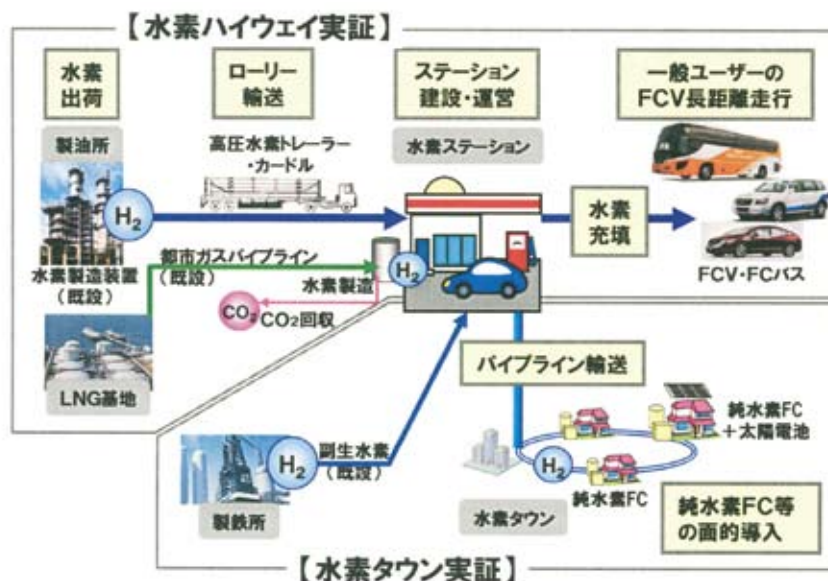 【水素ハイウェイ実証】
水素
出荷
ローリー
輸送
ステーション
建設・運営
一般ユーザーの
FCV長距離走行
製油所
高圧水素トレーラー
・カードル
水素ステーション
H2
水素
充填
水素製造装置
(既設)
都市ガスパイプライン
(既設)
水素製造
H2
FCV・FCバス
CO2
CO2回収
LNG基地
パイプライン輸送
純水素FC
+太陽電池
H2
副生水素
(既設)
H2
純水素FC
製鉄所
水素タウン
純水素FC等
の面的導入
【水素タウン実証】